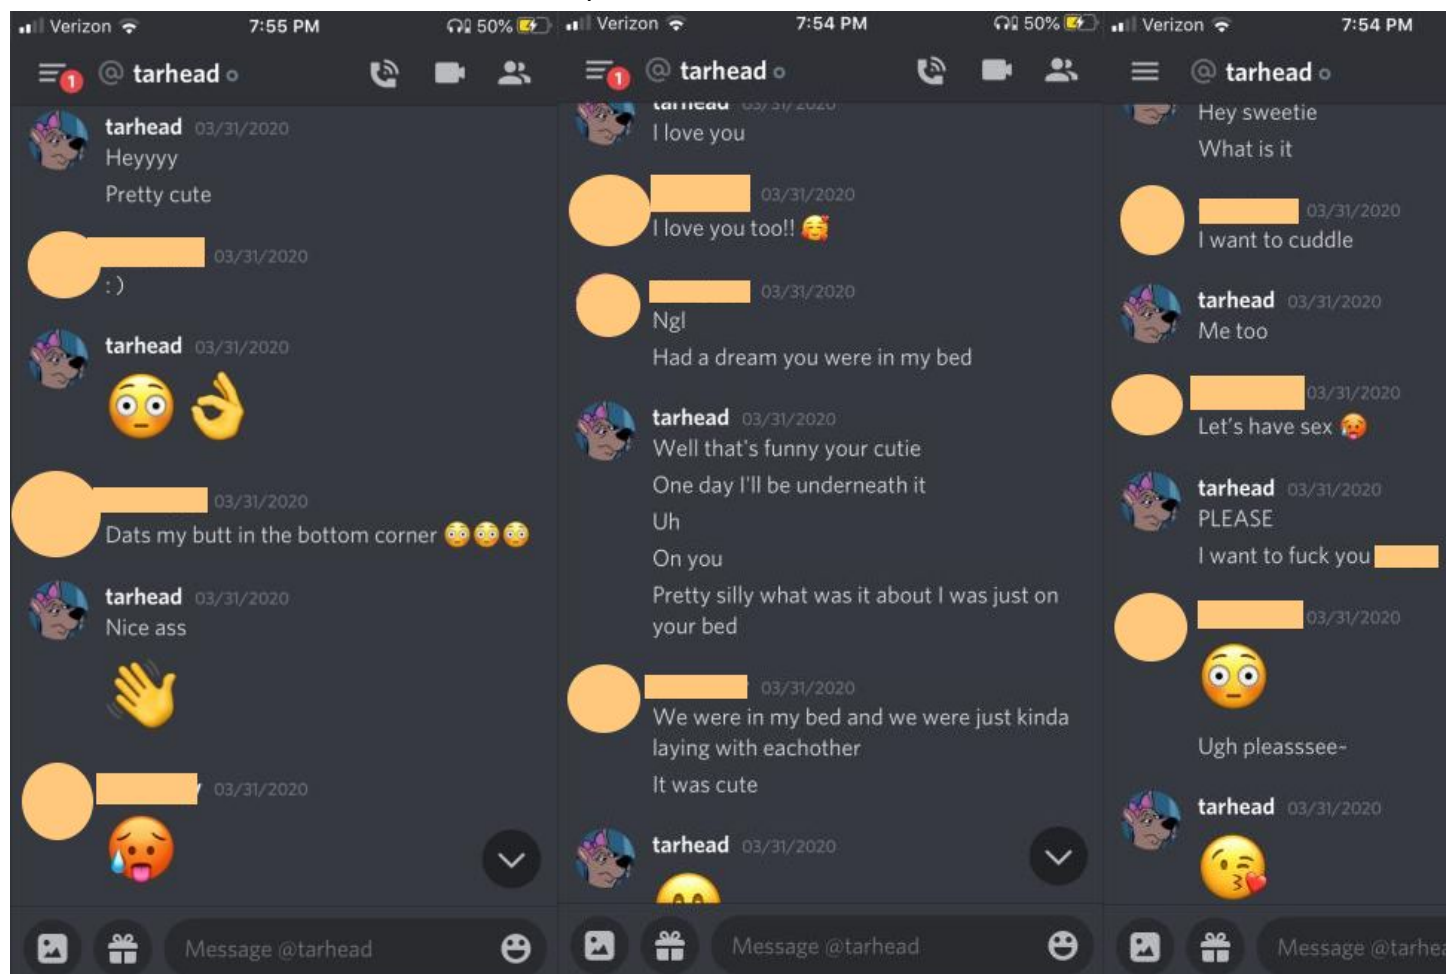 Verizon 7:55 PM 50%
1 @ tarhead
tarhead 03/31/2020
Heyyyy
Pretty cute
03/31/2020
: )
tarhead 03/31/2020
03/31/2020
Dats my butt in the bottom corner 😳😳😳
tarhead 03/31/2020
Nice ass
03/31/2020
Message @tarhead
Verizon 7:54 PM 50%
1 @ tarhead
tarhead 03/31/2020
I love you
03/31/2020
I love you too!! 🥰
03/31/2020
Ngl
Had a dream you were in my bed
tarhead 03/31/2020
Well that's funny your cutie
One day I'll be underneath it
Uh
On you
Pretty silly what was it about I was just on
your bed
03/31/2020
We were in my bed and we were just kinda
laying with eachother
It was cute
tarhead 03/31/2020
Message @tarhead
Verizon 7:54 PM
@ tarhead
Hey sweetie
What is it
03/31/2020
I want to cuddle
tarhead 03/31/2020
Me too
03/31/2020
Let's have sex 🥵
tarhead 03/31/2020
PLEASE
I want to fuck you
03/31/2020
Ugh pleasssee~
tarhead 03/31/2020
Message @tarhea